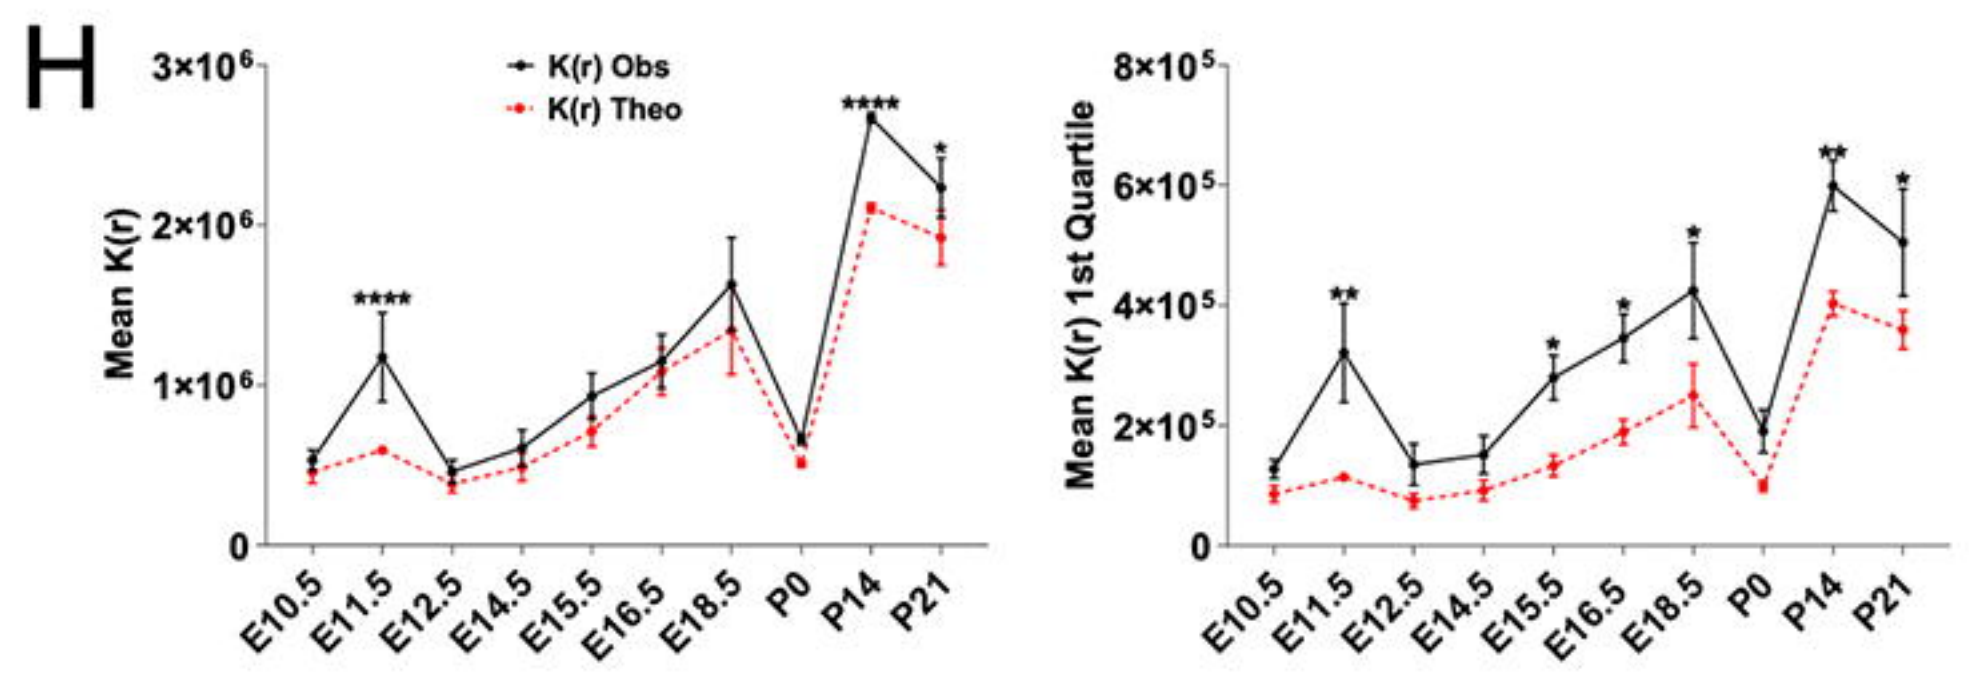 H
Mean K(r)
3×10⁶
2×10⁶
1×10⁶
0
K(r) Obs
K(r) Theo
****
****
*
E10.5
E11.5
E12.5
E14.5
E15.5
E16.5
E18.5
P0
P14
P21
Mean K(r) 1st Quartile
8×10⁵
6×10⁵
4×10⁵
2×10⁵
0
**
*
*
*
**
*
E10.5
E11.5
E12.5
E14.5
E15.5
E16.5
E18.5
P0
P14
P21